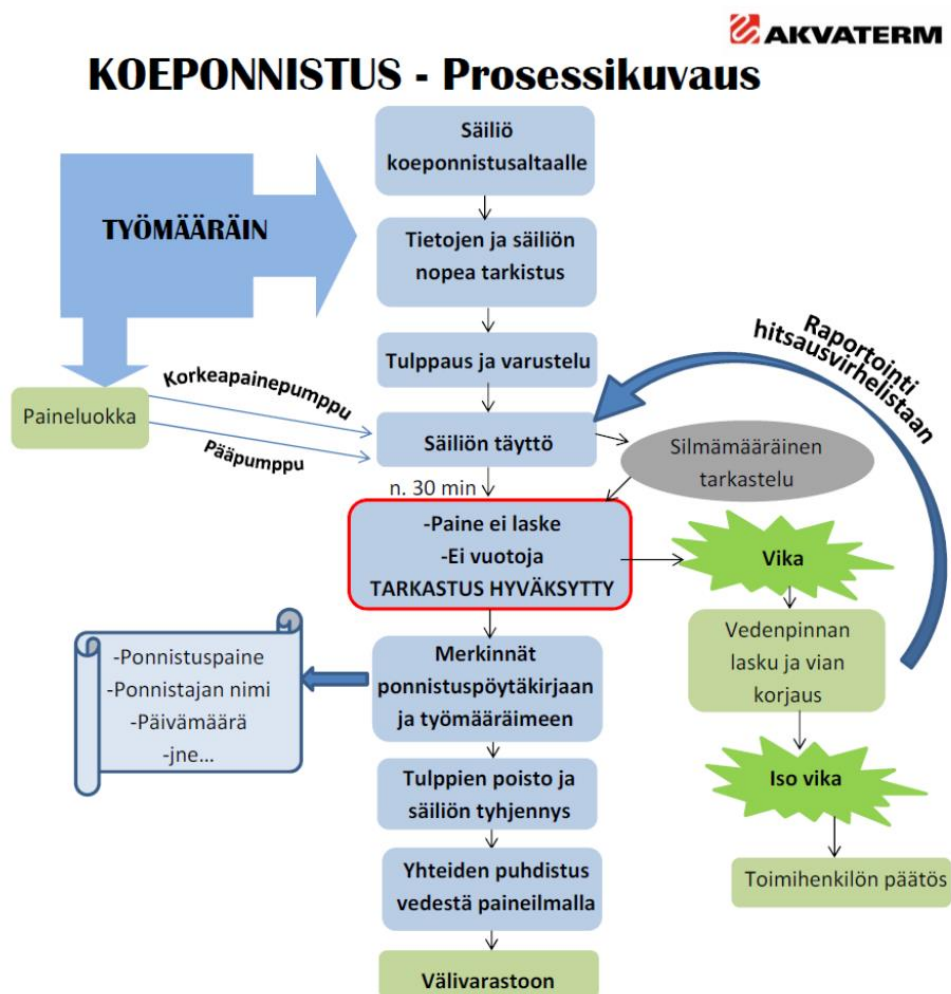 AKVATERM
KOEPONNISTUS - Prosessikuvaus
Säiliö
koeponnistusaltaalle
TYÖMÄÄRÄIN
Tietojen ja säiliön
nopea tarkistus
Tulppaus ja varustelu
Raportointi
hitsausvirhelistaan
Paineluokka
Korkeapainepumppu
Pääpumppu
Säiliön täyttö
Silmämääräinen
tarkastelu
n. 30 min
-Paine ei laske
-Ei vuotoja
TARKASTUS HYVÄKSYTTY
Vika
Vedenpinnan
lasku ja vian
korjaus
Merkinnät
ponnistuspöytäkirjaan
ja työmääräimeen
-Ponnistuspaine
-Ponnistajan nimi
-Päivämäärä
-jne...
Iso vika
Tulppien poisto ja
säiliön tyhjennys
Toimihenkilön päätös
Yhteiden puhdistus
vedestä paineilmalla
Välivarastoon